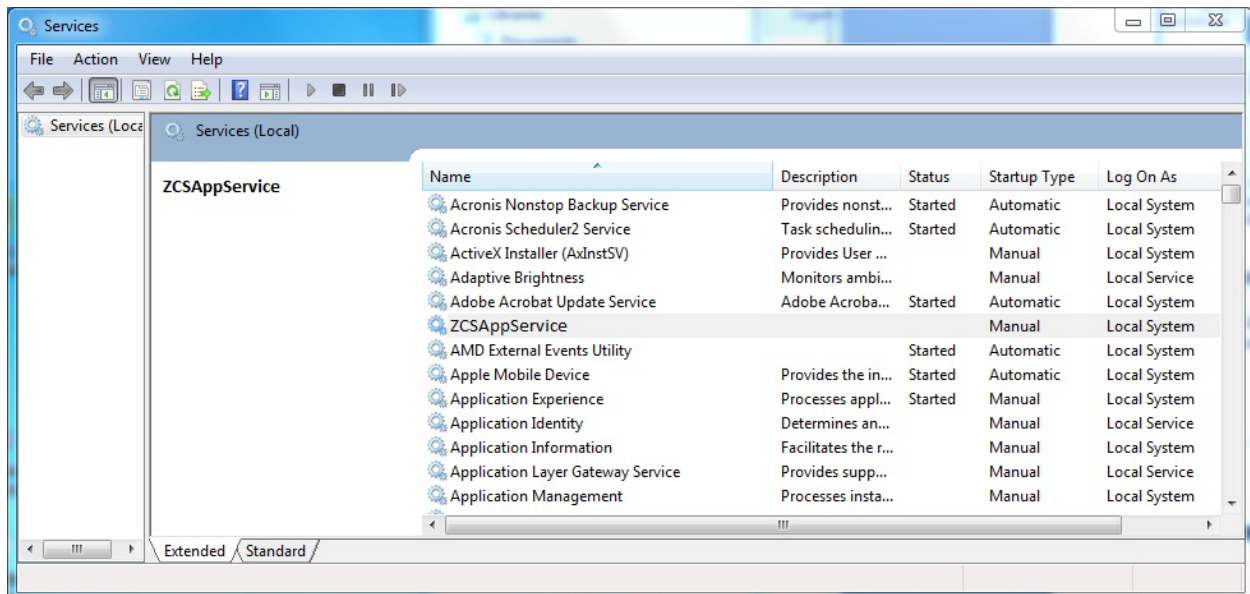 Services
File Action View Help
Services (Loca
Services (Local)
ZCSAppService
Name Description Status Startup Type Log On As
Acronis Nonstop Backup Service Provides nonst... Started Automatic Local System
Acronis Scheduler2 Service Task schedulin... Started Automatic Local System
ActiveX Installer (AxInstSV) Provides User ... Manual Local System
Adaptive Brightness Monitors ambi... Manual Local Service
Adobe Acrobat Update Service Adobe Acroba... Started Automatic Local System
ZCSAppService Manual Local System
AMD External Events Utility Started Automatic Local System
Apple Mobile Device Provides the in... Started Automatic Local System
Application Experience Processes appl... Started Manual Local System
Application Identity Determines an... Manual Local Service
Application Information Facilitates the r... Manual Local System
Application Layer Gateway Service Provides supp... Manual Local Service
Application Management Processes insta... Manual Local System
Extended Standard